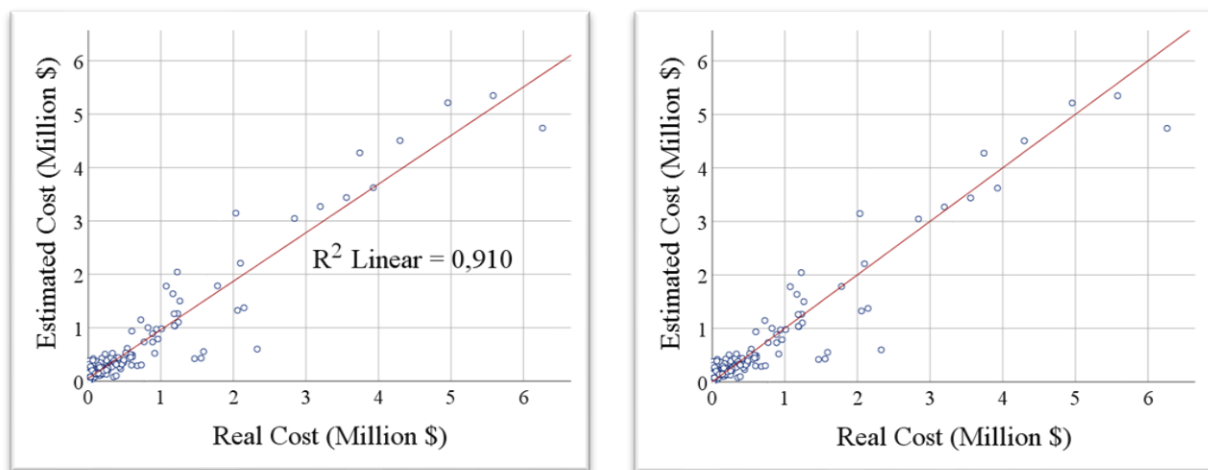 Estimated Cost (Million $)
6
5
4
3
2
1
0
R² Linear = 0,910
0 1 2 3 4 5 6
Real Cost (Million $)
Estimated Cost (Million $)
6
5
4
3
2
1
0
0 1 2 3 4 5 6
Real Cost (Million $)